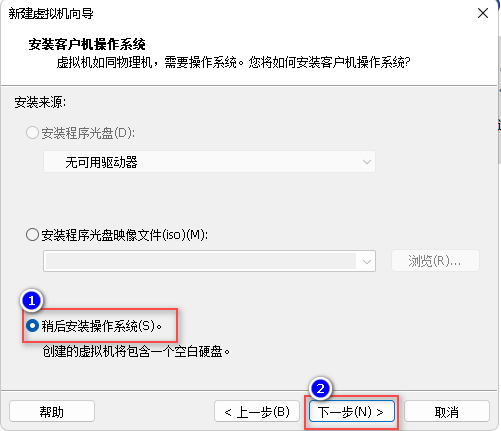 新建虚拟机向导
安装客户机操作系统
虚拟机如同物理机，需要操作系统。您将如何安装客户机操作系统?
安装来源:
安装程序光盘(D):
无可用驱动器
安装程序光盘映像文件(iso)(M):
浏览(R)...
1
稍后安装操作系统(S)。
创建的虚拟机将包含一个空白硬盘。
2
帮助
< 上一步(B)
下一步(N) >
取消